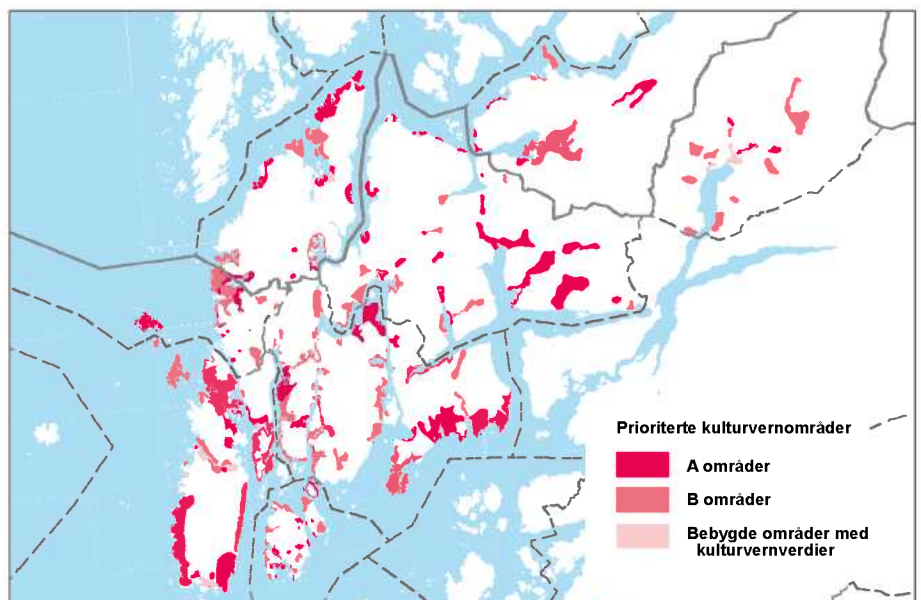 Prioriterte kulturvernområder
A områder
B områder
Bebygde områder med
kulturvernverdier